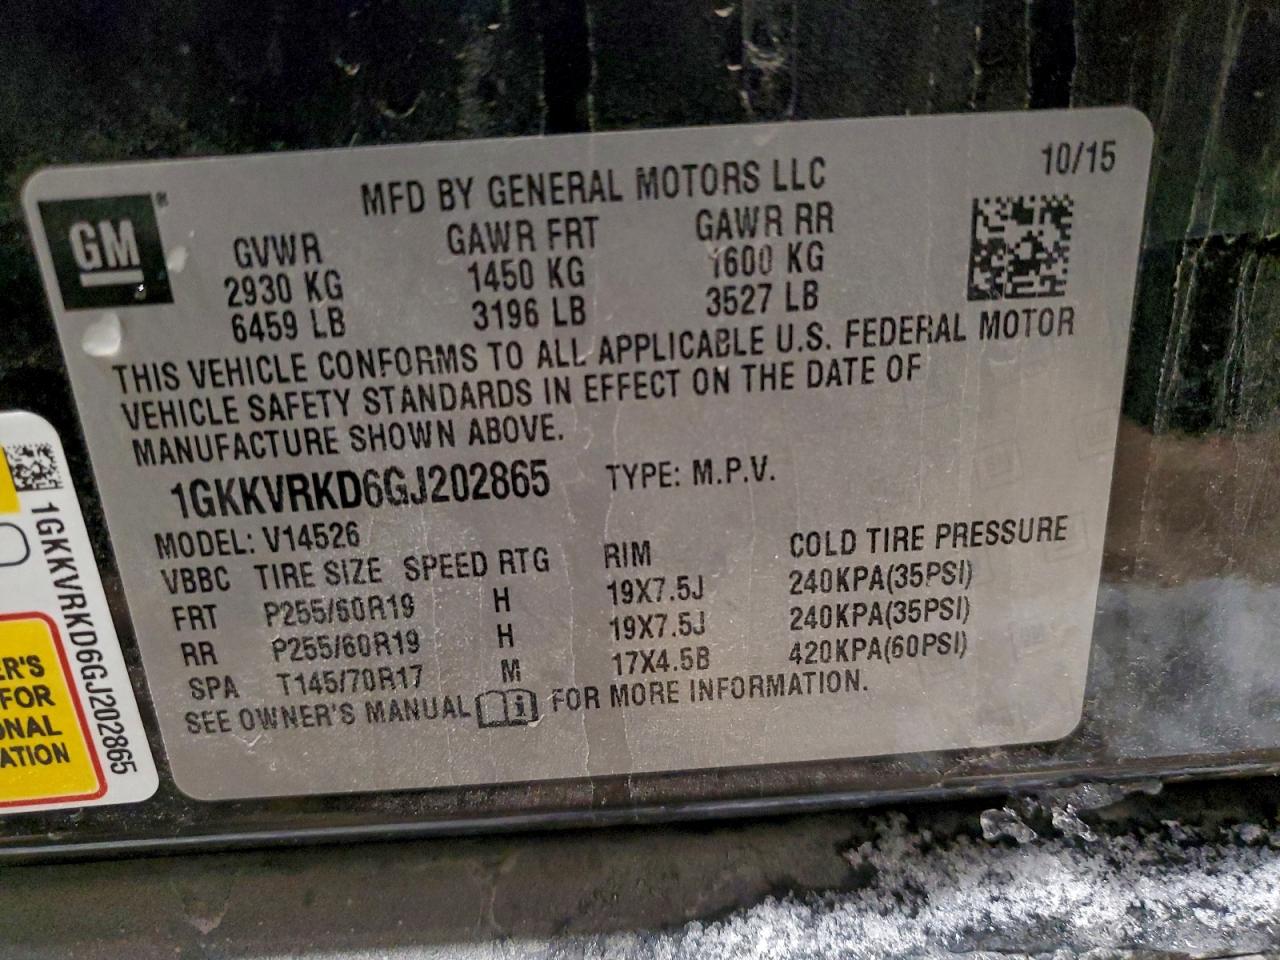 10/15
GM
MFD BY GENERAL MOTORS LLC
GVWR GAWR FRT GAWR RR
2930 KG 1450 KG 1600 KG
6459 LB 3196 LB 3527 LB
THIS VEHICLE CONFORMS TO ALL APPLICABLE U.S. FEDERAL MOTOR
VEHICLE SAFETY STANDARDS IN EFFECT ON THE DATE OF
MANUFACTURE SHOWN ABOVE.
1GKKVRKD6GJ202865 TYPE: M.P.V.
MODEL: V14526
VBBC TIRE SIZE SPEED RTG RIM COLD TIRE PRESSURE
FRT P255/60R19 H 19X7.5J 240KPA(35PSI)
RR P255/60R19 H 19X7.5J 240KPA(35PSI)
SPA T145/70R17 M 17X4.5B 420KPA(60PSI)
SEE OWNER'S MANUAL FOR MORE INFORMATION.
1GKKVRKD6GJ202865
ER'S
FOR
ONAL
ATION